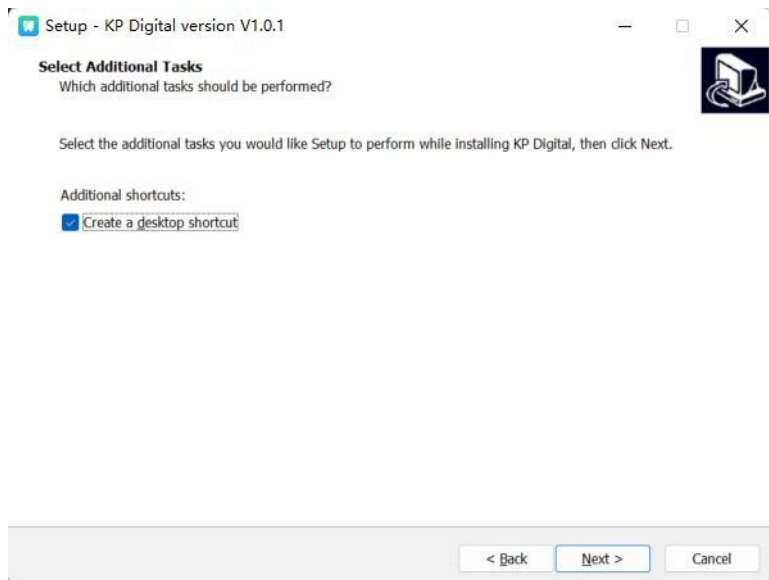 Setup - KP Digital version V1.0.1
Select Additional Tasks
Which additional tasks should be performed?
Select the additional tasks you would like Setup to perform while installing KP Digital, then click Next.
Additional shortcuts:
Create a desktop shortcut
< Back Next > Cancel